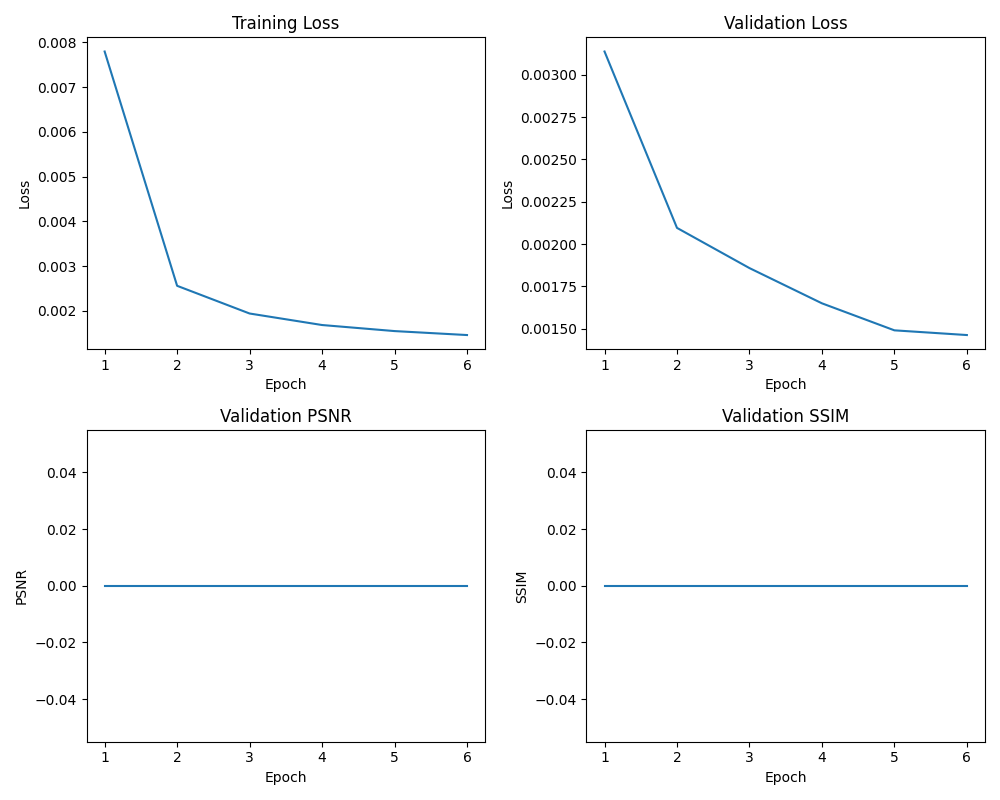 Training Loss
0.008
0.007
0.006
0.005
0.004
0.003
0.002
Loss
1 2 3 4 5 6
Epoch
Validation Loss
0.00300
0.00275
0.00250
0.00225
0.00200
0.00175
0.00150
Loss
1 2 3 4 5 6
Epoch
Validation PSNR
0.04
0.02
0.00
−0.02
−0.04
PSNR
1 2 3 4 5 6
Epoch
Validation SSIM
0.04
0.02
0.00
−0.02
−0.04
SSIM
1 2 3 4 5 6
Epoch